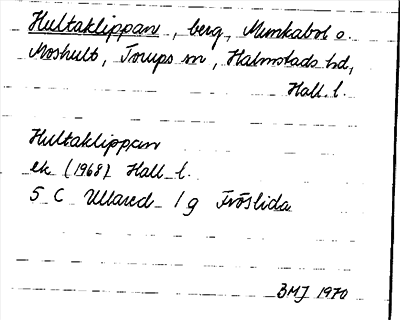 Hultaklippan, berg, Munkabol o.
Moshult, Torups sn, Halmstads hd,
Hall. l.
Hultaklippan
ek (1968) Hall l.
5 C Ullared 1 g Fröslida
BMJ 1970